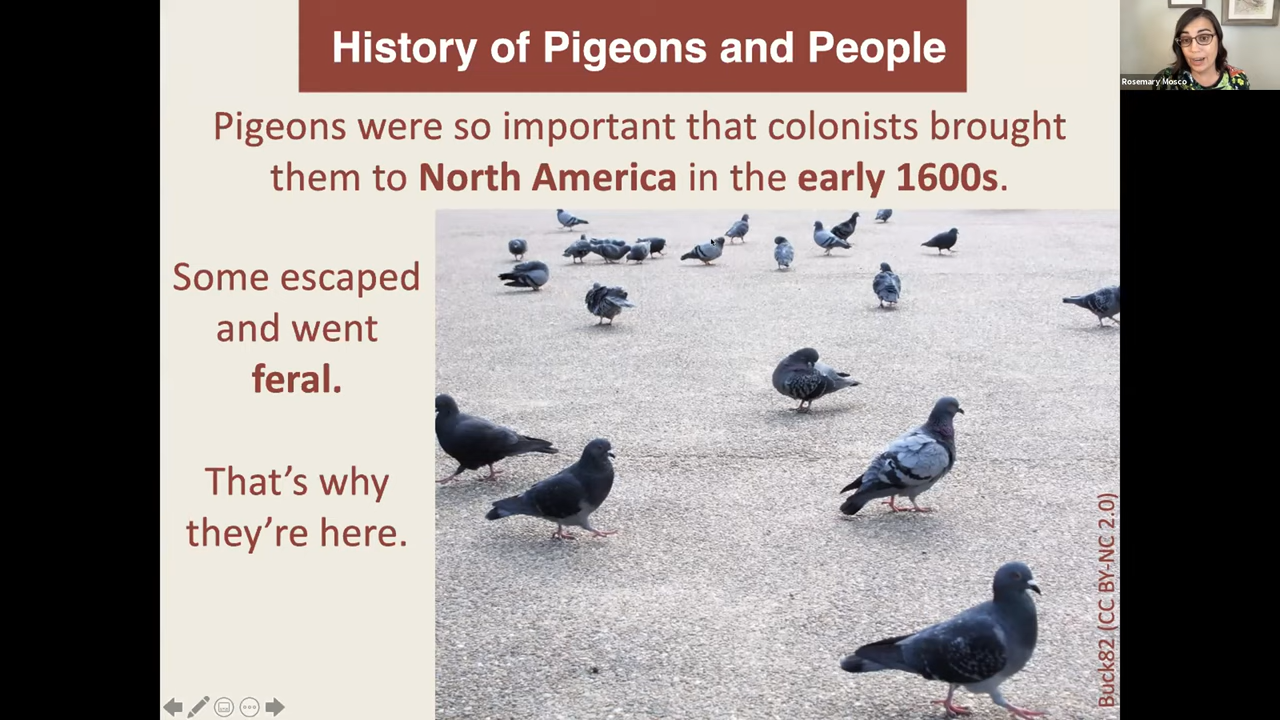 History of Pigeons and People
Rosemary Mosco
Pigeons were so important that colonists brought
them to North America in the early 1600s.
Some escaped
and went
feral.
That’s why
they’re here.
Buck82 (CC BY-NC 2.0)